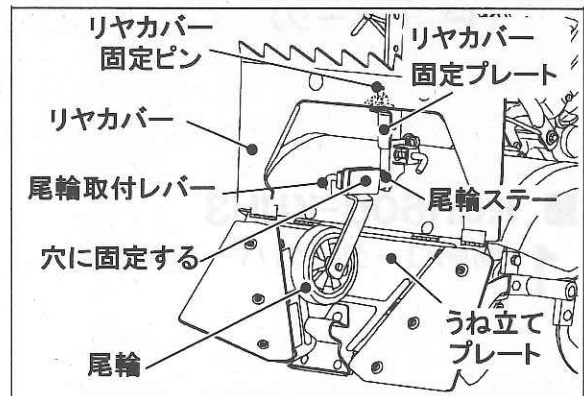 リヤカバー
固定ピン
リヤカバー
固定プレート
リヤカバー
尾輪取付レバー
尾輪ステー
穴に固定する
うね立て
プレート
尾輪